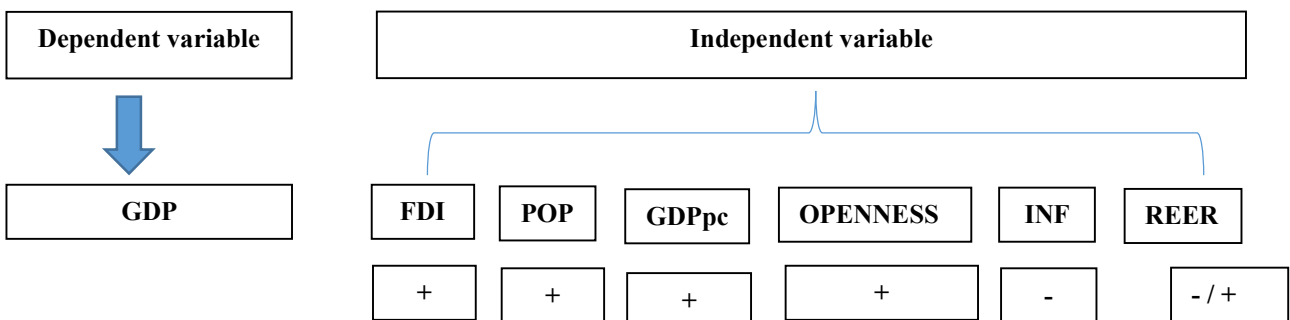 Dependent variable
Independent variable
GDP
FDI
POP
GDPpc
OPENNESS
INF
REER
+
+
+
+
-
- / +